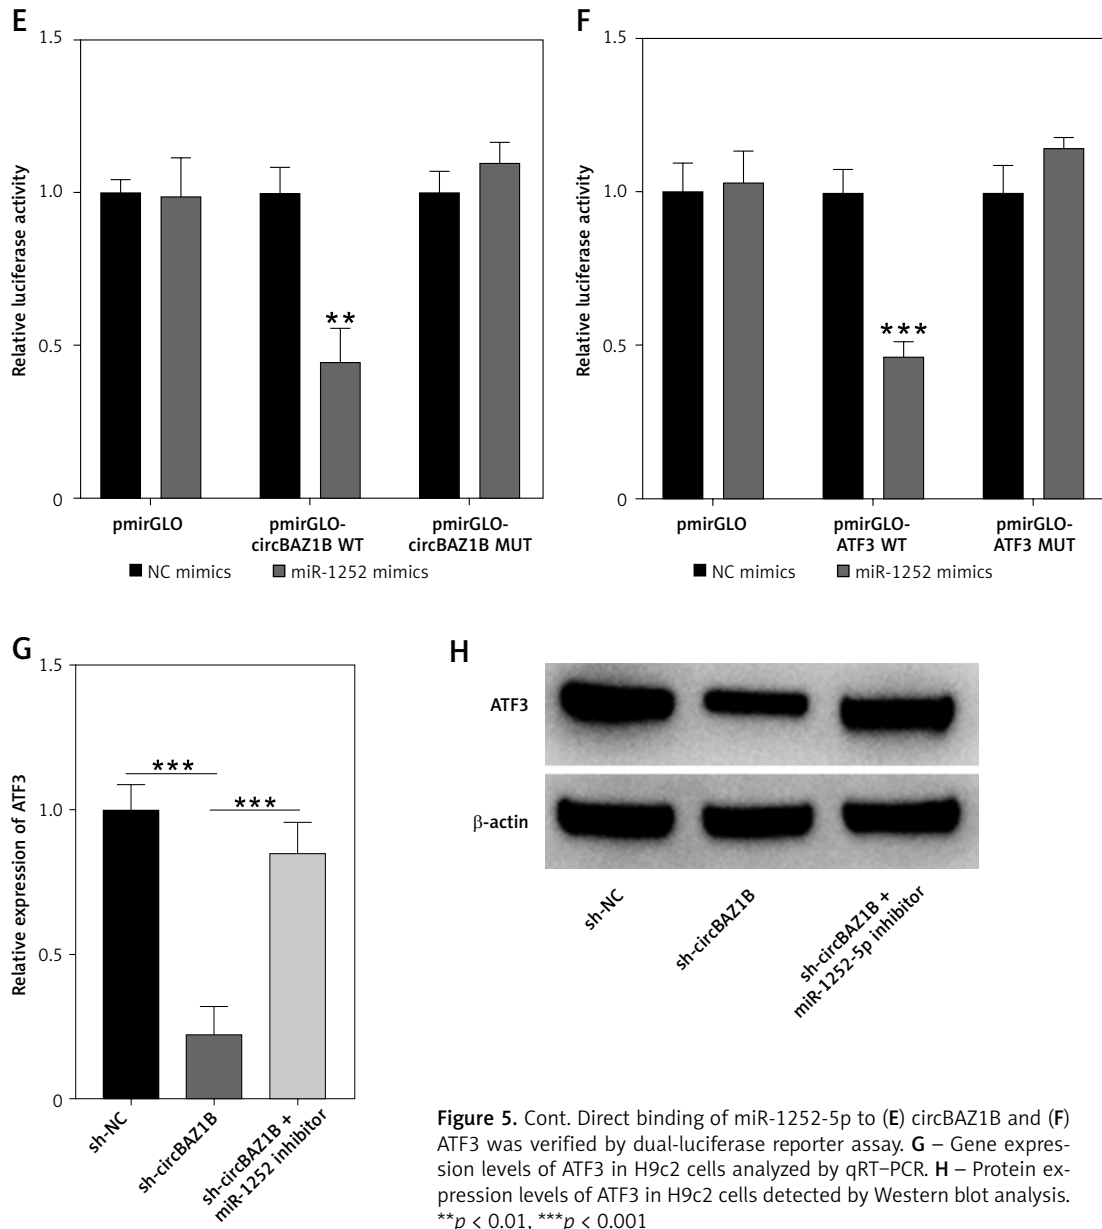 E
1.5
1.0
0.5
0
Relative luciferase activity
**
pmirGLO
pmirGLO-
circBAZ1B WT
pmirGLO-
circBAZ1B MUT
NC mimics
miR-1252 mimics
F
1.5
1.0
0.5
0
Relative luciferase activity
***
pmirGLO
pmirGLO-
ATF3 WT
pmirGLO-
ATF3 MUT
NC mimics
miR-1252 mimics
G
1.5
1.0
0.5
0
Relative expression of ATF3
***
***
sh-NC
sh-circBAZ1B
sh-circBAZ1B +
miR-1252 inhibitor
H
ATF3
β-actin
sh-NC
sh-circBAZ1B
sh-circBAZ1B +
miR-1252-5p inhibitor
Figure 5. Cont. Direct binding of miR-1252-5p to (E) circBAZ1B and (F)
ATF3 was verified by dual-luciferase reporter assay. G – Gene expres-
sion levels of ATF3 in H9c2 cells analyzed by qRT–PCR. H – Protein ex-
pression levels of ATF3 in H9c2 cells detected by Western blot analysis.
**p < 0.01, ***p < 0.001